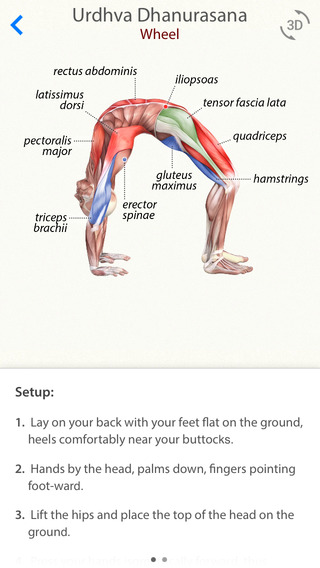 Urdhva Dhanurasana
3D
Wheel
rectus abdominis
iliopsoas
latissimus
dorsi
tensor fascia lata
pectoralis
major
quadriceps
gluteus
maximus
hamstrings
erector
spinae
triceps
brachii
Setup:
1. Lay on your back with your feet flat on the ground,
heels comfortably near your buttocks.
2. Hands by the head, palms down, fingers pointing
foot-ward.
3. Lift the hips and place the top of the head on the
ground.